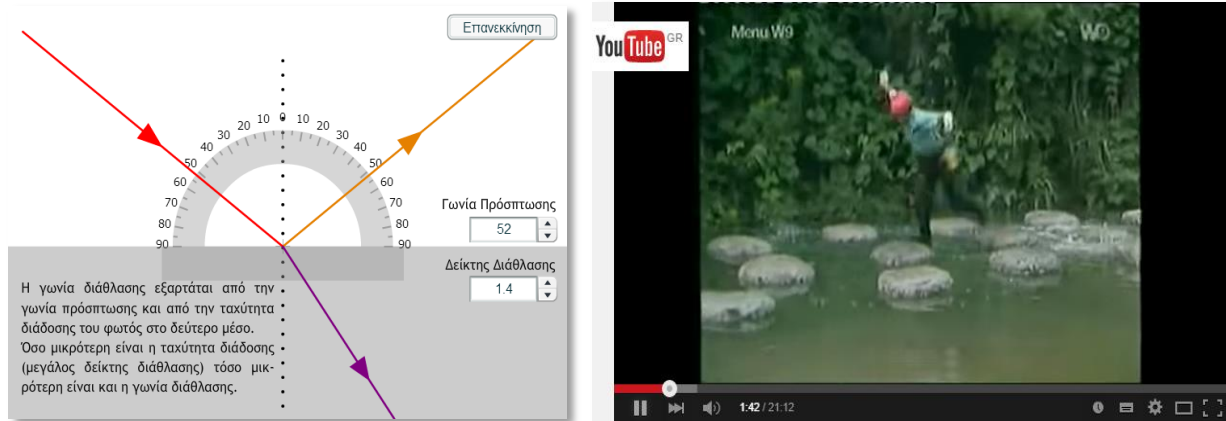 Επανεκκίνηση
90 80 70 60 50 40 30 20 10 0 10 20 30 40 50 60 70 80 90
Γωνία Πρόσπτωσης
52
Δείκτης Διάθλασης
1.4
Η γωνία διάθλασης εξαρτάται από την
γωνία πρόσπτωσης και από την ταχύτητα
διάδοσης του φωτός στο δεύτερο μέσο.
Όσο μικρότερη είναι η ταχύτητα διάδοσης
(μεγάλος δείκτης διάθλασης) τόσο μικ-
ρότερη είναι και η γωνία διάθλασης.
YouTube GR
Menu W9
W9
1:42 / 21:12